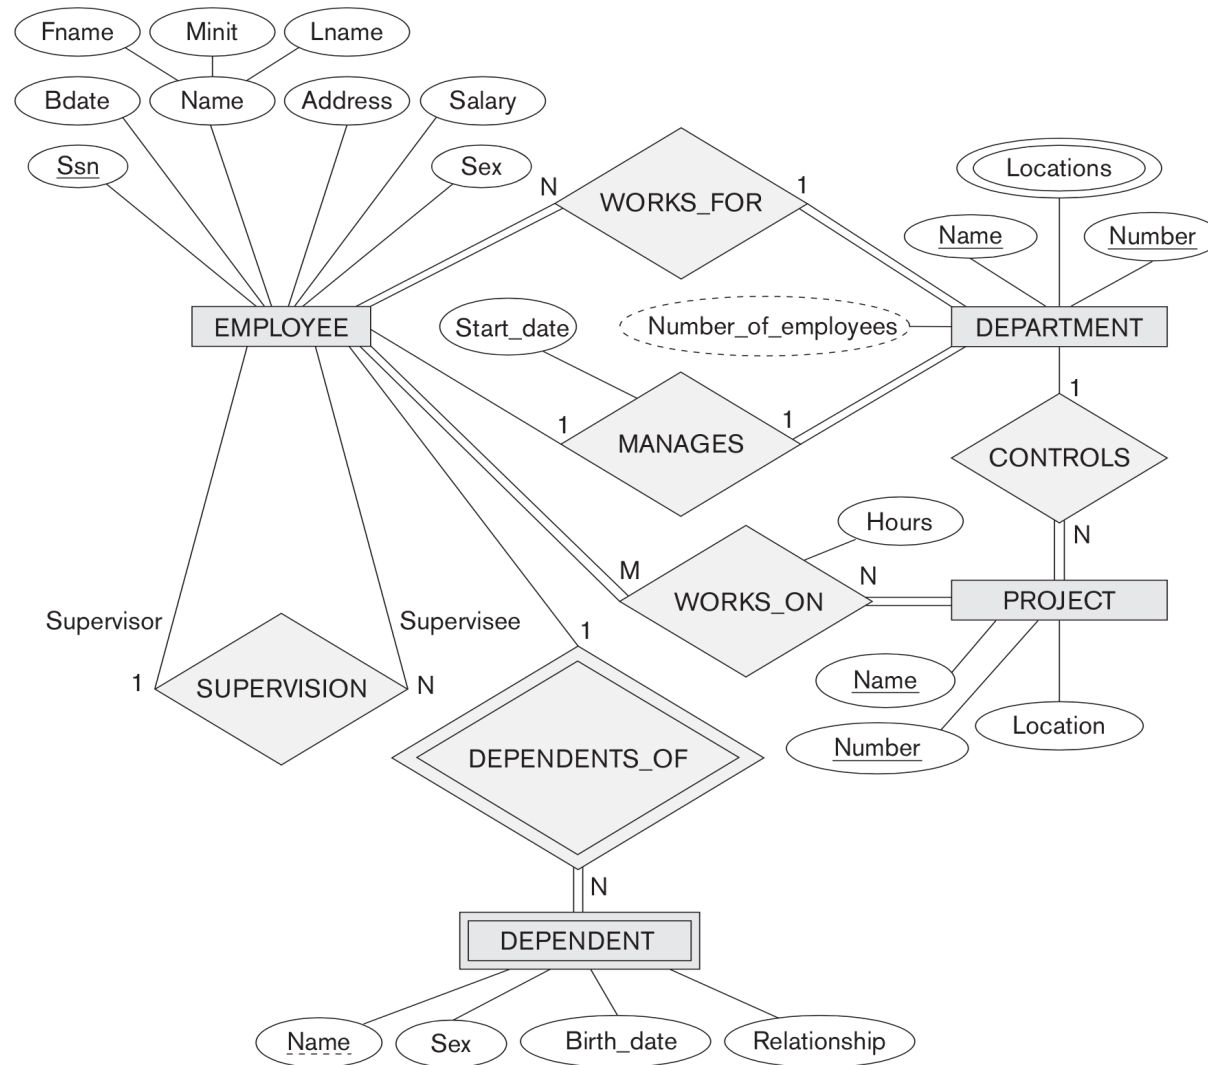 Fname
Minit
Lname
Bdate
Name
Address
Salary
Ssn
Sex
N
WORKS_FOR
1
Locations
Name
Number
EMPLOYEE
Start_date
Number_of_employees
DEPARTMENT
1
MANAGES
1
1
CONTROLS
N
Hours
M
WORKS_ON
N
PROJECT
Supervisor
Supervisee
1
SUPERVISION
N
1
Name
Number
Location
DEPENDENTS_OF
N
DEPENDENT
Name
Sex
Birth_date
Relationship